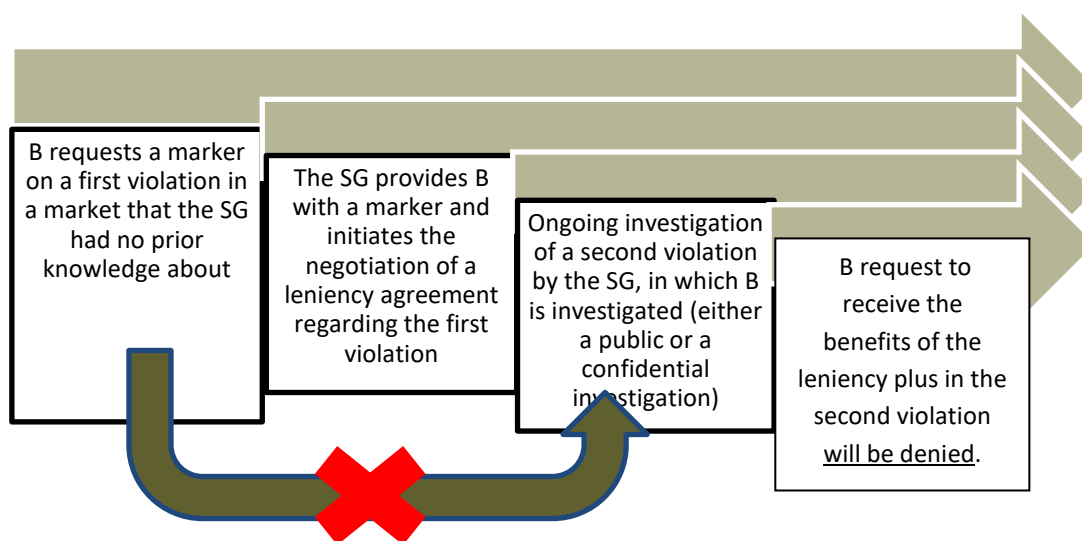 B requests a marker
on a first violation in
a market that the SG
had no prior
knowledge about
The SG provides B
with a marker and
initiates the
negotiation of a
leniency agreement
regarding the first
violation
Ongoing investigation
of a second violation
by the SG, in which B
is investigated (either
a public or a
confidential
investigation)
B request to
receive the
benefits of the
leniency plus in the
second violation
will be denied.